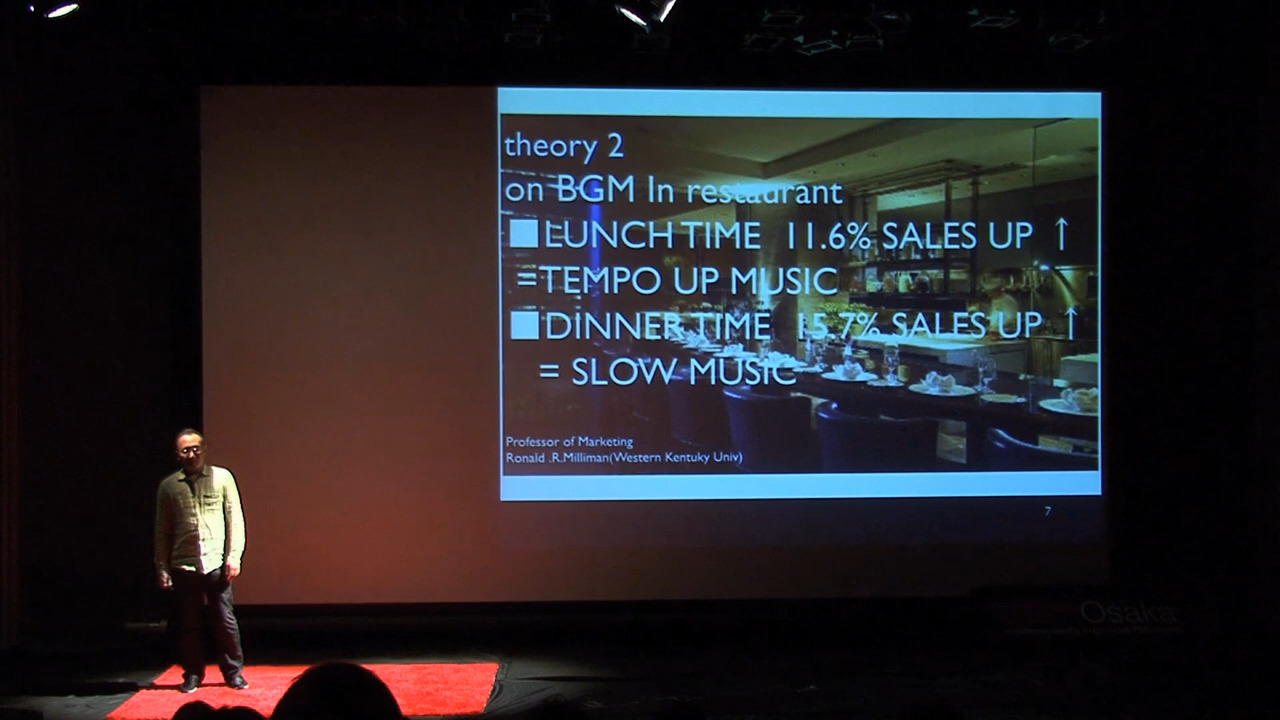 theory 2
on BGM In restaurant
■LUNCH TIME 11.6% SALES UP ↑
=TEMPO UP MUSIC
■DINNER TIME 15.7% SALES UP ↑
= SLOW MUSIC
Professor of Marketing
Ronald .R.Milliman(Western Kentuky Univ)
7
Osaka